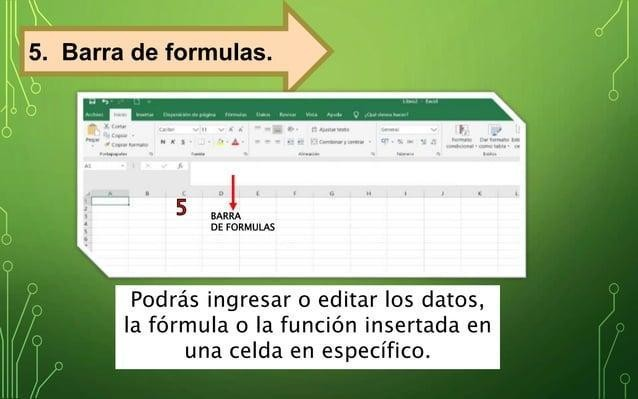 5. Barra de formulas.
Libro2 - Excel
Archivo Inicio Insertar Disposición de página Fórmulas Datos Revisar Vista Ayuda ¿Qué desea hacer?
Cortar
Copiar
Copiar formato
Pegar
Portapapeles
Calibri 11
N K S
Fuente
Ajustar texto
Combinar y centrar
Alineación
General
Número
Formato condicional
Dar formato como tabla
Estilos
A1 fx
A B C D E F G H I J K L
1
2
3
4
5
6
5
BARRA
DE FORMULAS
Podrás ingresar o editar los datos,
la fórmula o la función insertada en
una celda en específico.